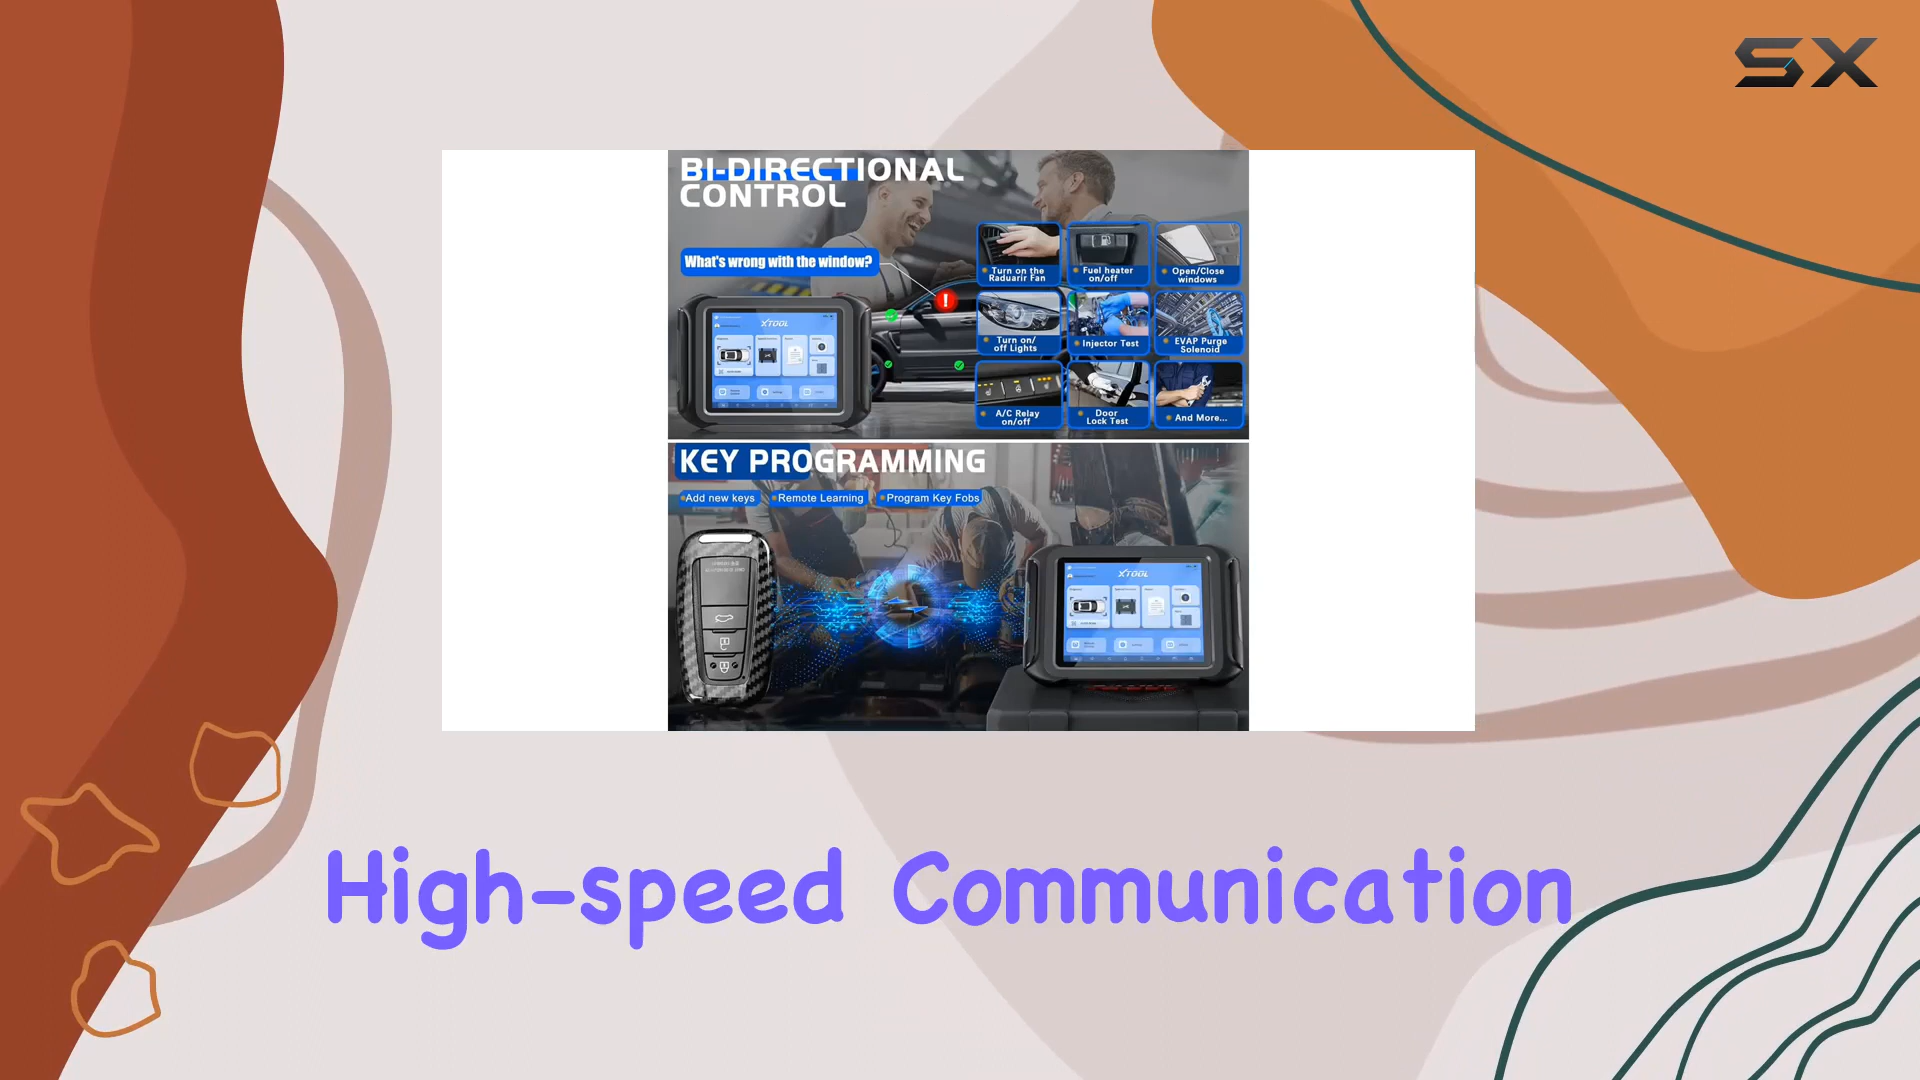 SX
BI-DIRECTIONAL
CONTROL
What's wrong with the window?
!
XTOOL
Turn on the
Raduarir Fan
Fuel heater
on/off
Open/Close
windows
Turn on/
off Lights
Injector Test
EVAP Purge
Solenoid
A/C Relay
on/off
Door
Lock Test
And More...
KEY PROGRAMMING
Add new keys
Remote Learning
Program Key Fobs
XTOOL
High-speed Communication